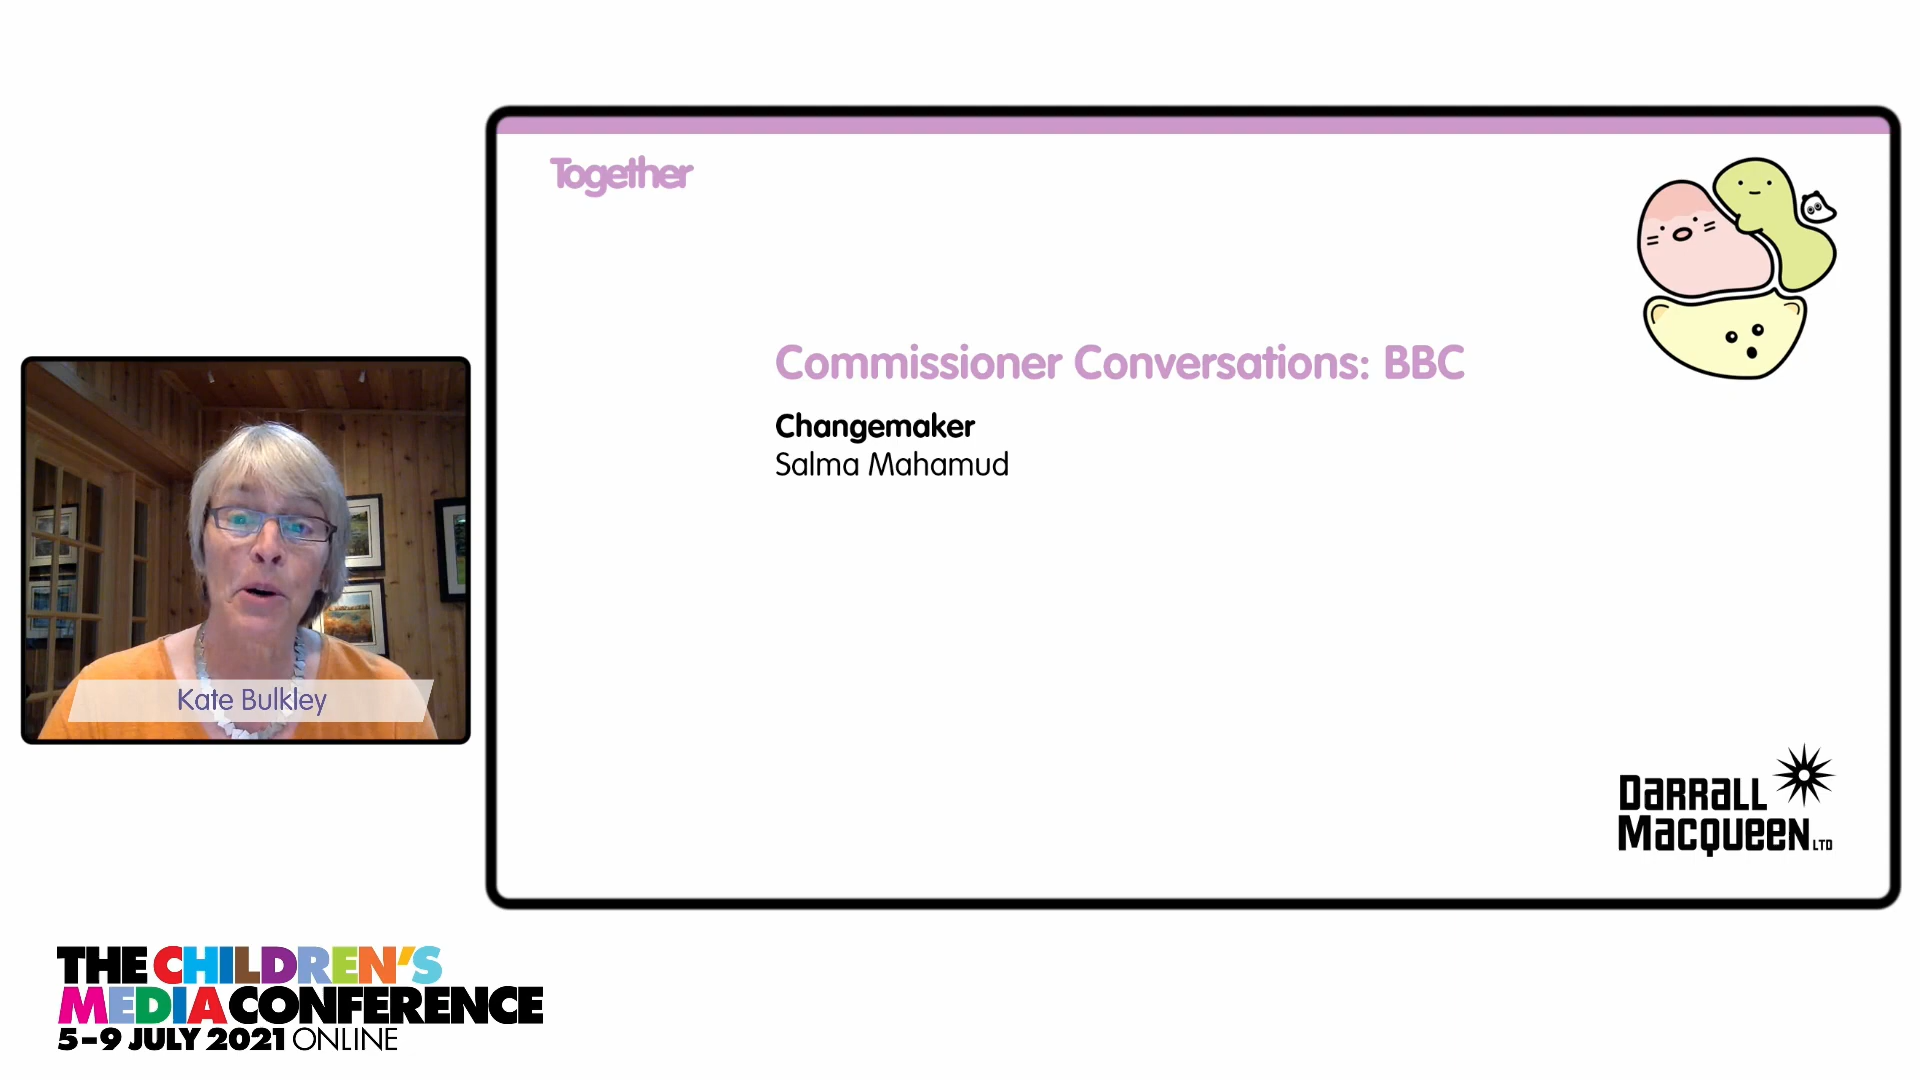 Together
Commissioner Conversations: BBC
Changemaker
Salma Mahamud
Kate Bulkley
DARRALL
MACQUEEN LTD
THE CHILDREN'S
MEDIA CONFERENCE
5-9 JULY 2021 ONLINE